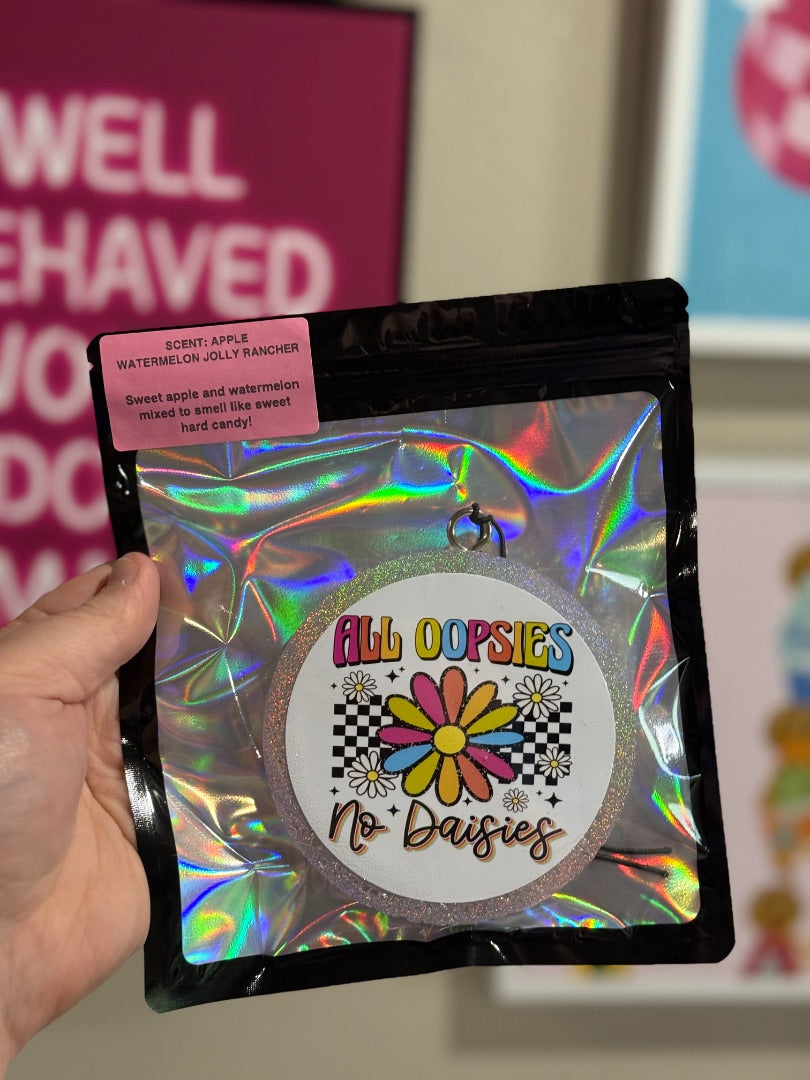 WELL
EHAVED
SCENT: APPLE
WATERMELON JOLLY RANCHER
Sweet apple and watermelon
mixed to smell like sweet
hard candy!
ALL OOPSIES
No Daisies